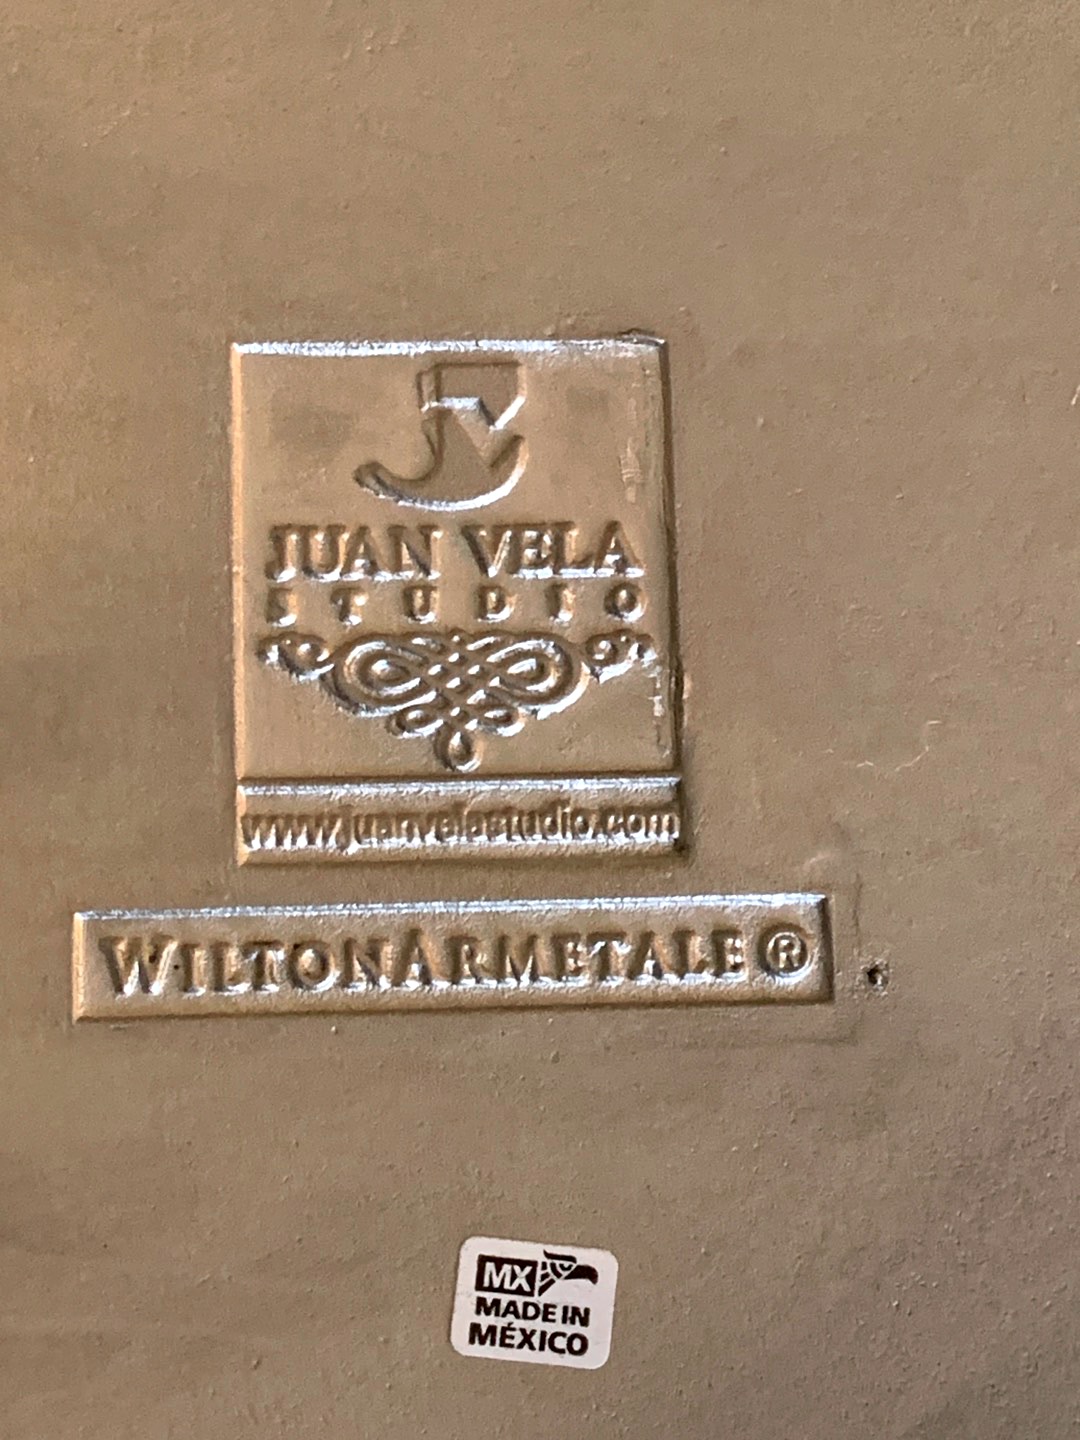 JUAN VELA
STUDIO
www.juanvelastudio.com
WILTONARMETALE®
MX
MADE IN
MÉXICO